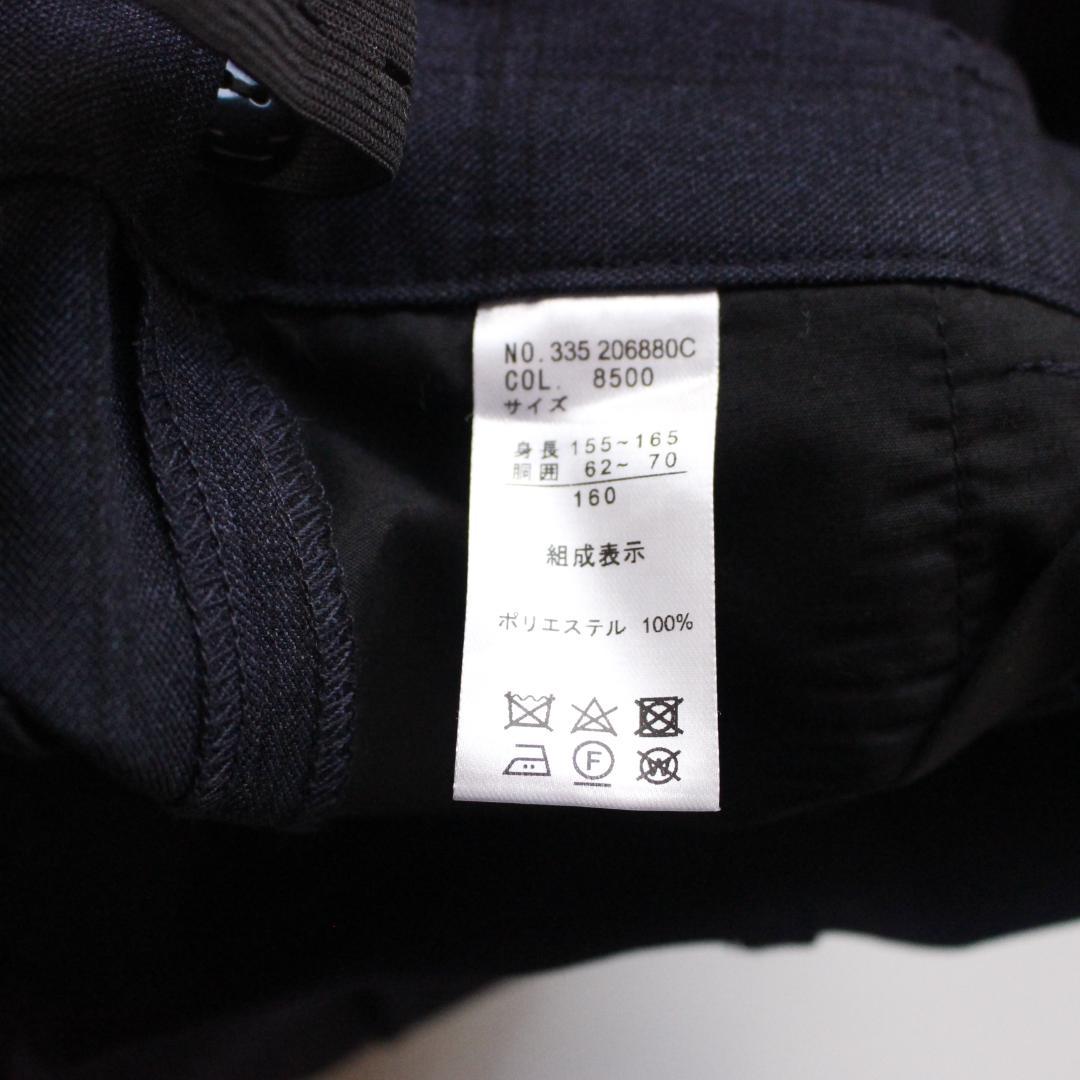 NO. 335 206880C
COL. 8500
サイズ
身長 155~165
胴囲 62~ 70
160
組成表示
ポリエステル 100%
F
W